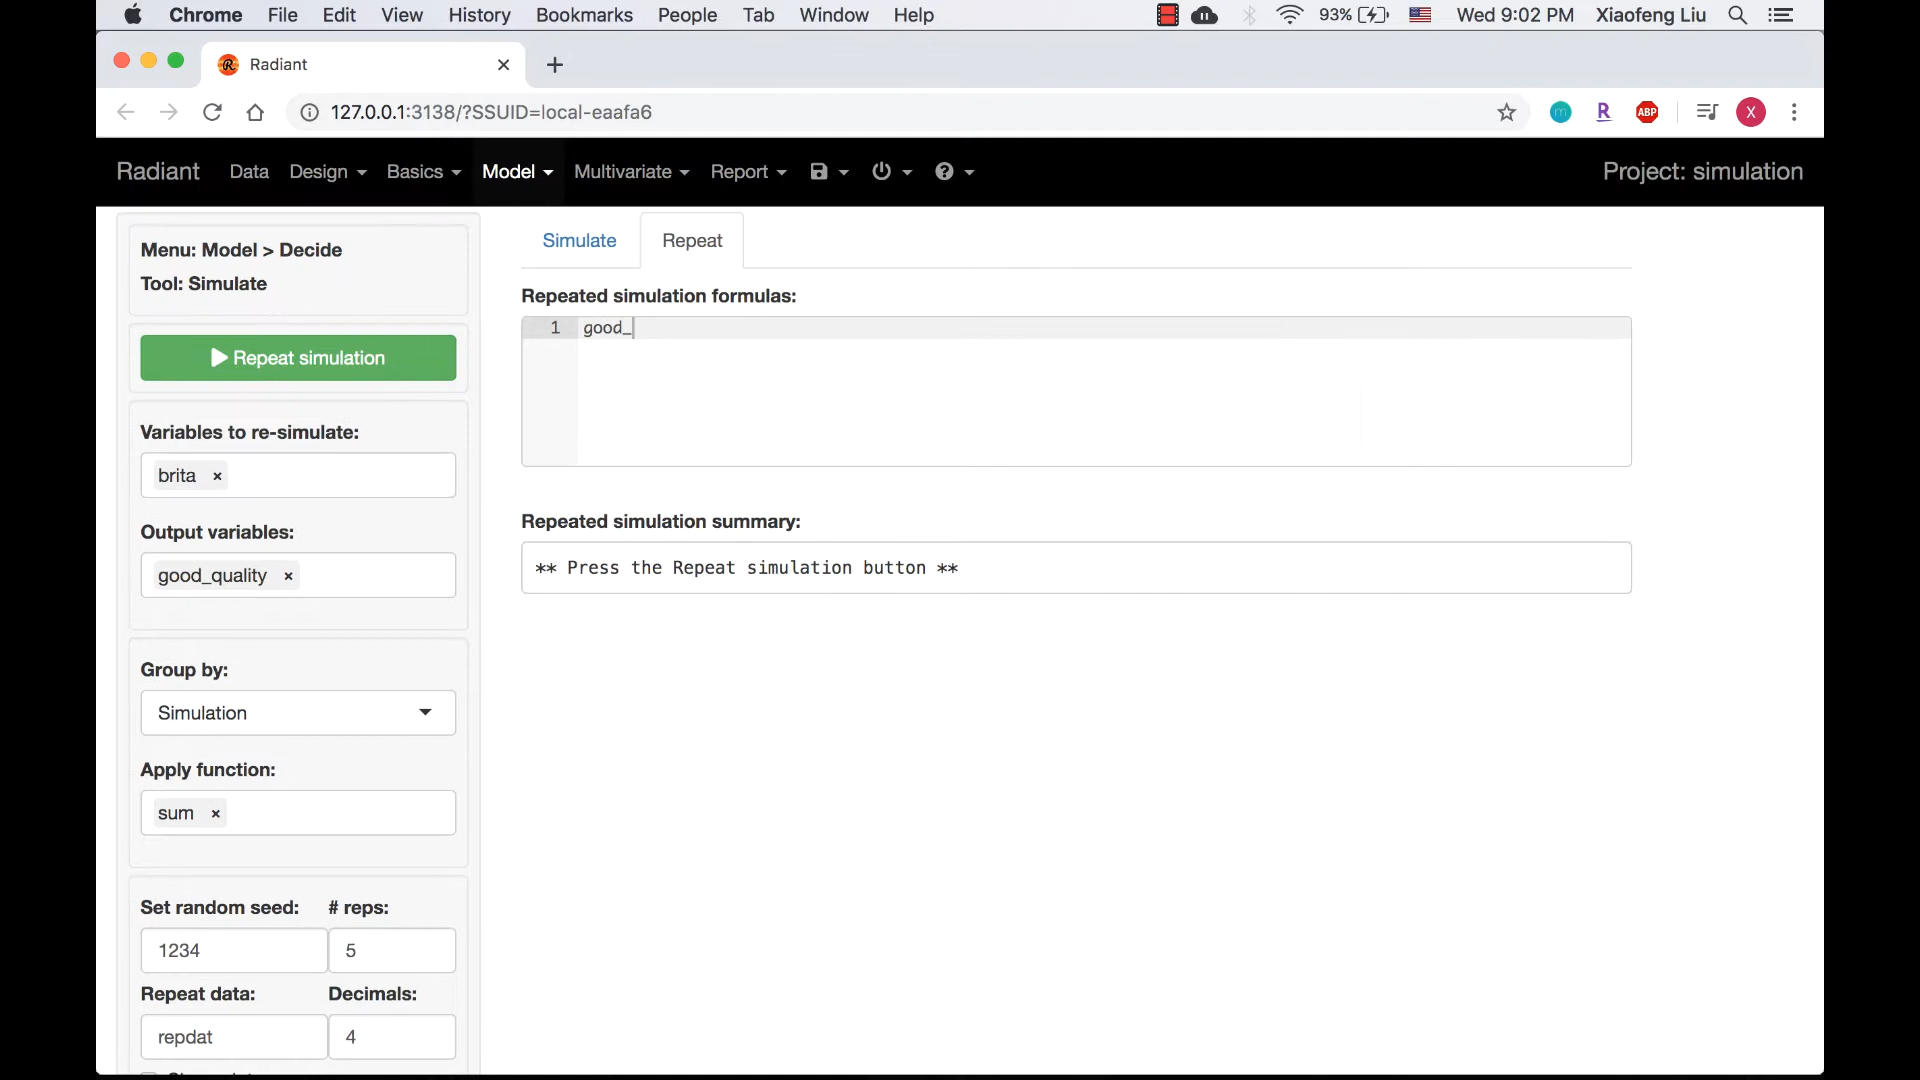 Chrome File Edit View History Bookmarks People Tab Window Help 93% Wed 9:02 PM Xiaofeng Liu
Radiant
127.0.0.1:3138/?SSUID=local-eaafa6
m R ABP X
Radiant Data Design Basics Model Multivariate Report Project: simulation
Menu: Model > Decide
Tool: Simulate
Repeat simulation
Variables to re-simulate:
brita ×
Output variables:
good_quality ×
Group by:
Simulation
Apply function:
sum ×
Set random seed: # reps:
1234 5
Repeat data: Decimals:
repdat 4
Simulate Repeat
Repeated simulation formulas:
1 good_
Repeated simulation summary:
** Press the Repeat simulation button **